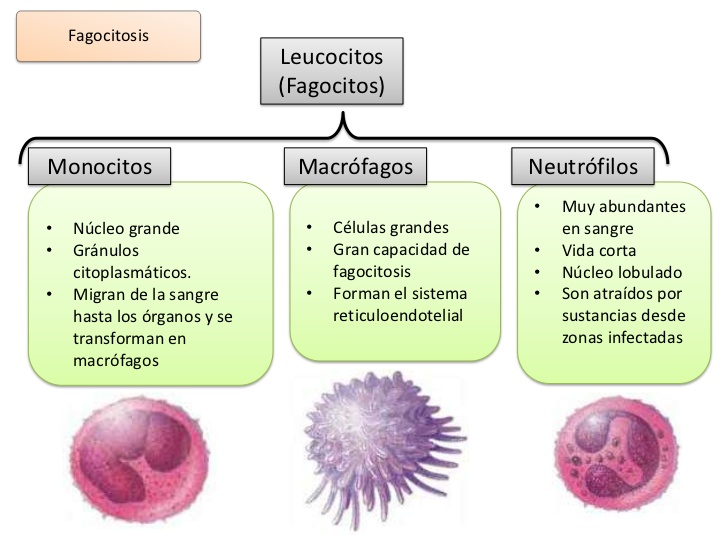 Fagocitosis
Leucocitos
(Fagocitos)
Monocitos
• Núcleo grande
• Gránulos
citoplasmáticos.
• Migran de la sangre
hasta los órganos y se
transforman en
macrófagos
Macrófagos
• Células grandes
• Gran capacidad de
fagocitosis
• Forman el sistema
reticuloendotelial
Neutrófilos
• Muy abundantes
en sangre
• Vida corta
• Núcleo lobulado
• Son atraídos por
sustancias desde
zonas infectadas